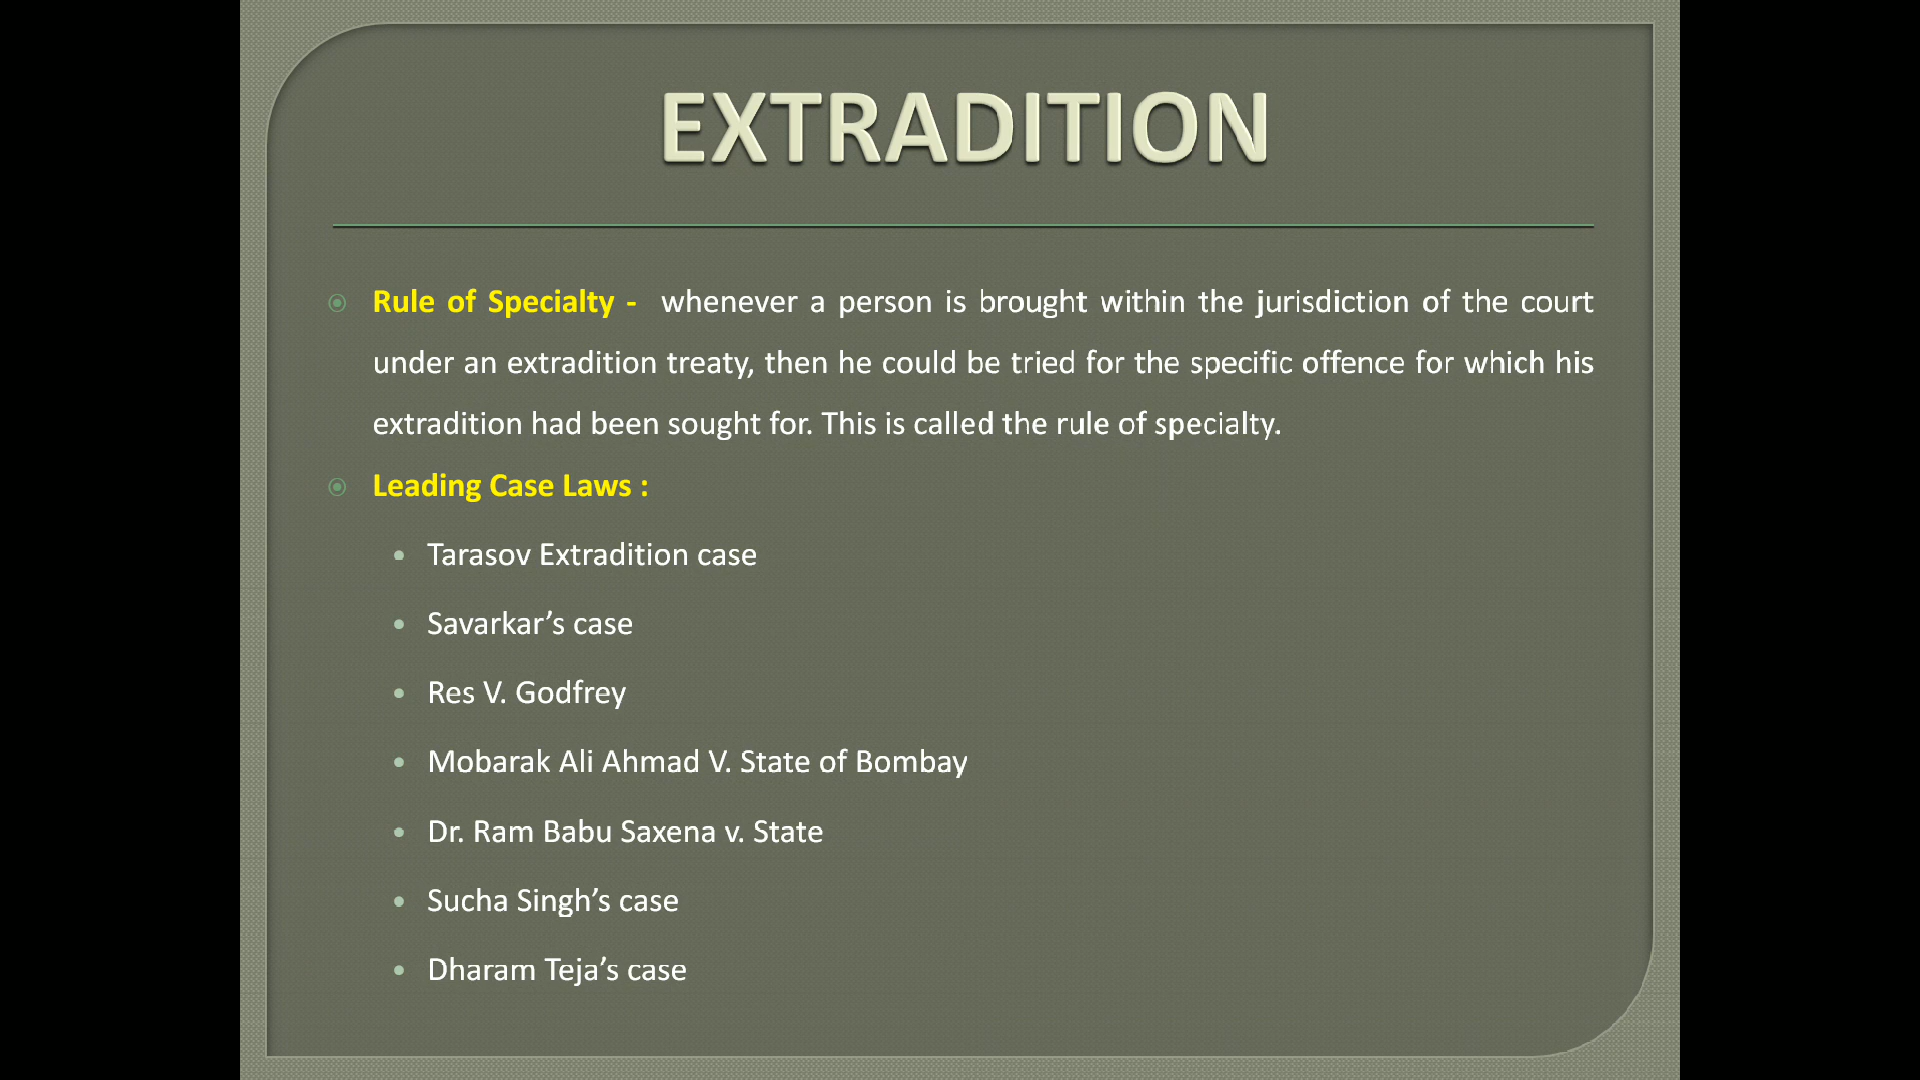 EXTRADITION
Rule of Specialty - whenever a person is brought within the jurisdiction of the court
under an extradition treaty, then he could be tried for the specific offence for which his
extradition had been sought for. This is called the rule of specialty.
Leading Case Laws :
Tarasov Extradition case
Savarkar’s case
Res V. Godfrey
Mobarak Ali Ahmad V. State of Bombay
Dr. Ram Babu Saxena v. State
Sucha Singh’s case
Dharam Teja’s case